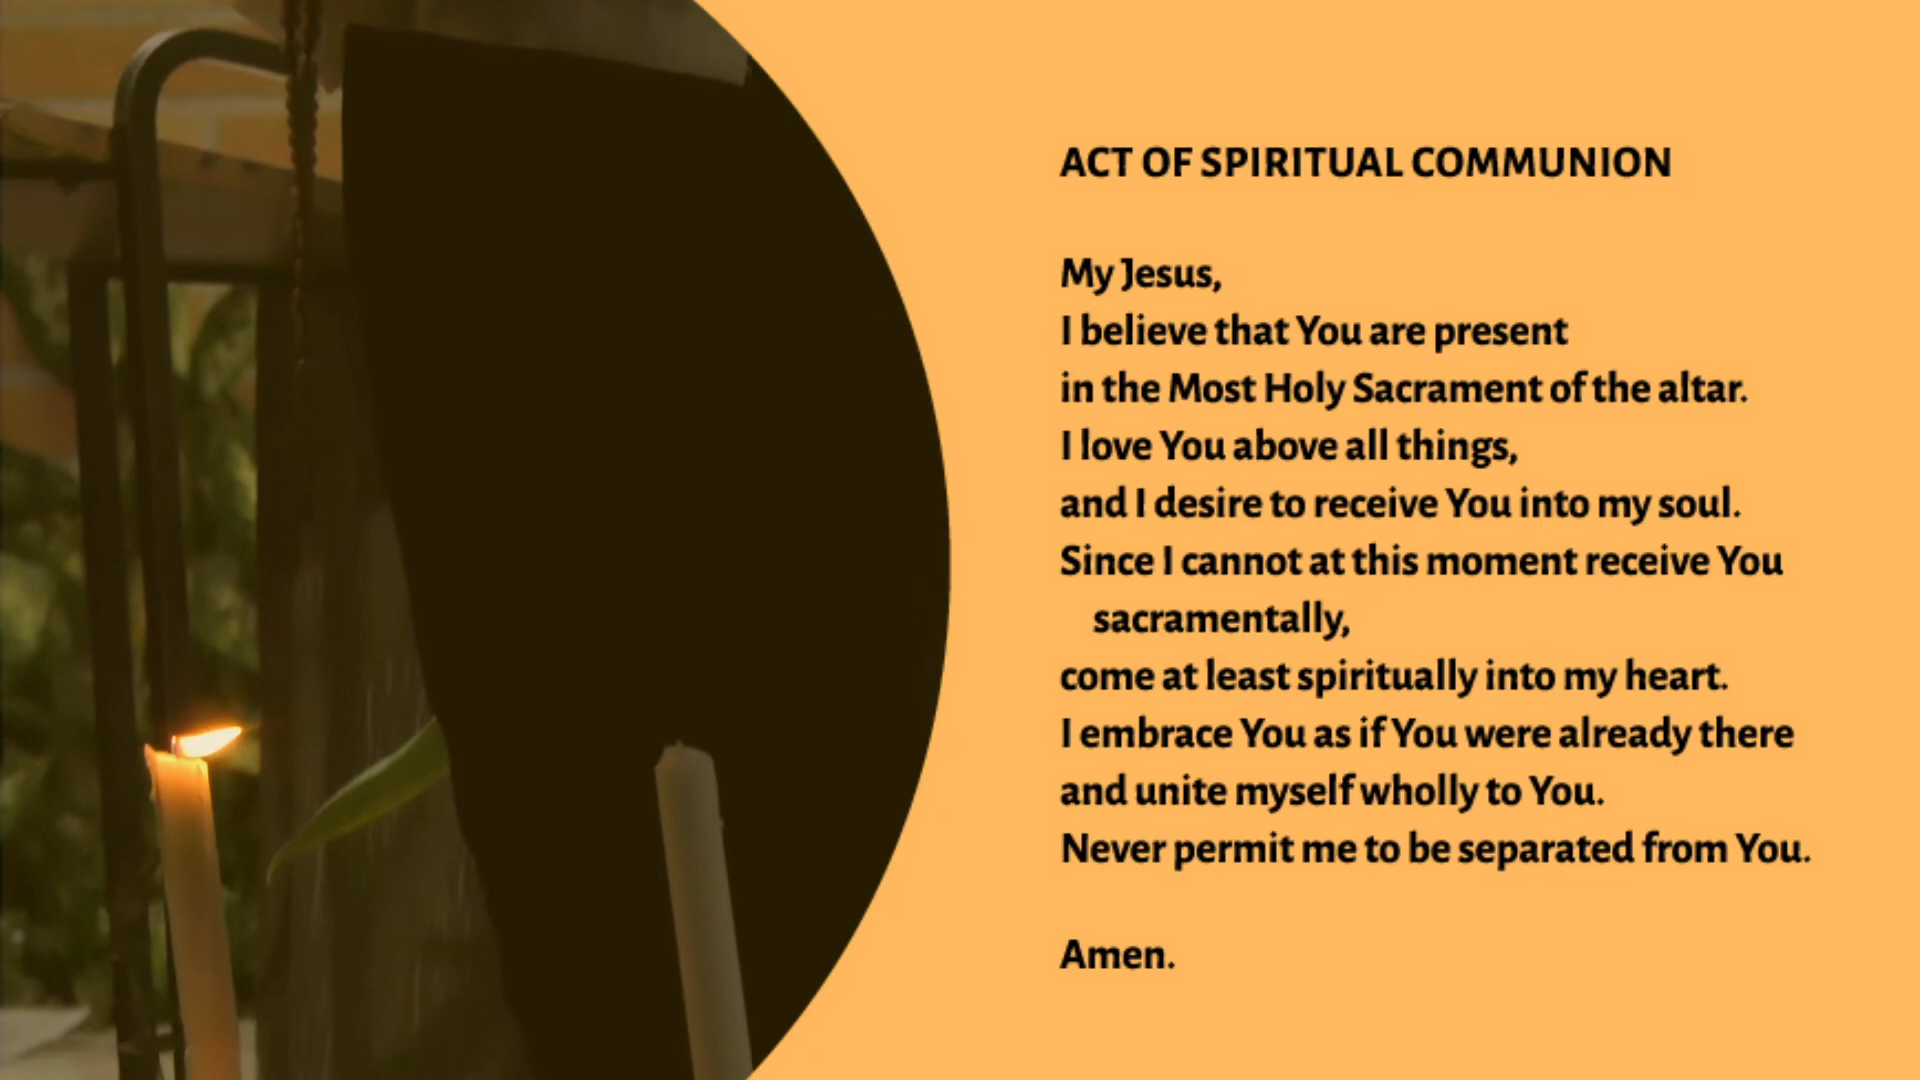 ACT OF SPIRITUAL COMMUNION
My Jesus,
I believe that You are present
in the Most Holy Sacrament of the altar.
I love You above all things,
and I desire to receive You into my soul.
Since I cannot at this moment receive You
sacramentally,
come at least spiritually into my heart.
I embrace You as if You were already there
and unite myself wholly to You.
Never permit me to be separated from You.
Amen.